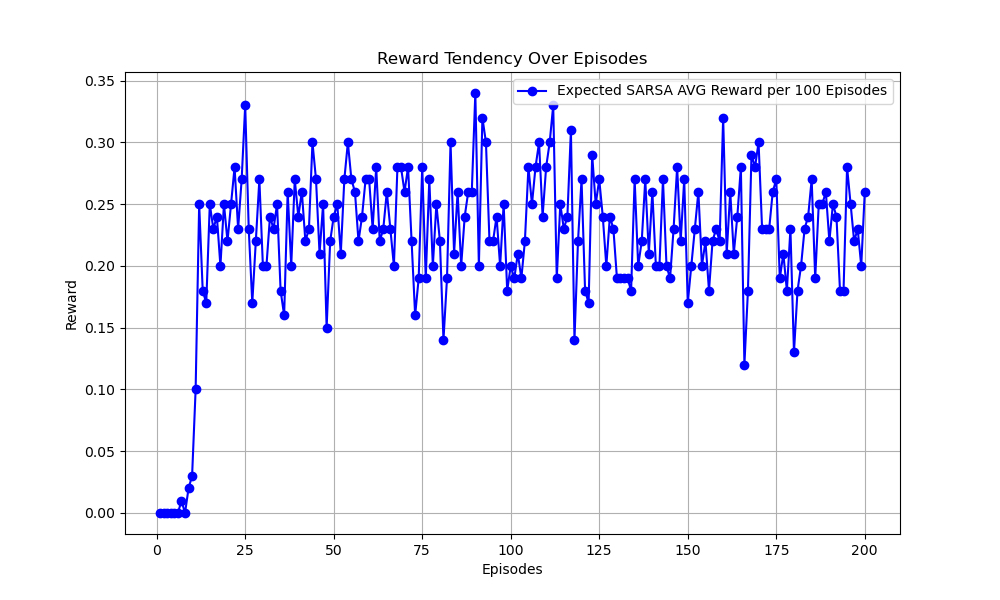 Reward Tendency Over Episodes
Expected SARSA AVG Reward per 100 Episodes
0.35
0.30
0.25
0.20
0.15
0.10
0.05
0.00
Reward
0 25 50 75 100 125 150 175 200
Episodes